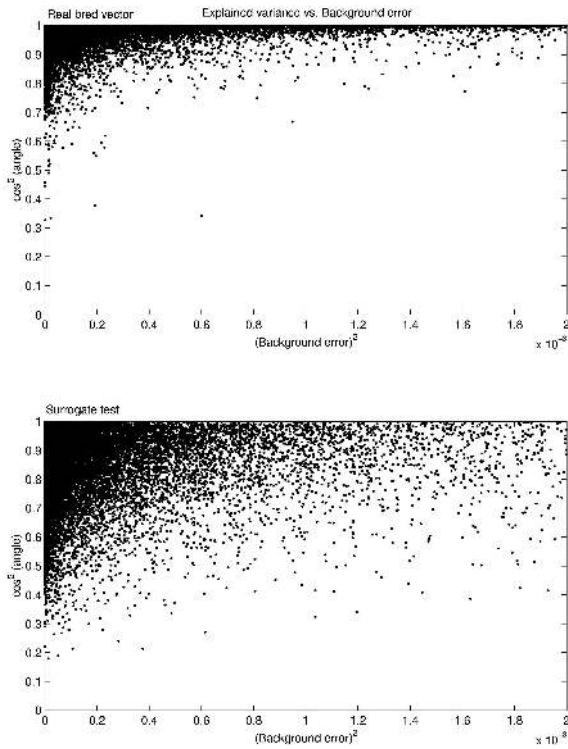 Real bred vector
Explained variance vs. Background error
1
0.9
0.8
0.7
0.6
0.5
0.4
0.3
0.2
0.1
0
cos² (angle)
0 0.2 0.4 0.6 0.8 1 1.2 1.4 1.6 1.8 2
(Background error)²
x 10⁻³
Surrogate test
1
0.9
0.8
0.7
0.6
0.5
0.4
0.3
0.2
0.1
0
cos² (angle)
0 0.2 0.4 0.6 0.8 1 1.2 1.4 1.6 1.8 2
(Background error)²
x 10⁻³